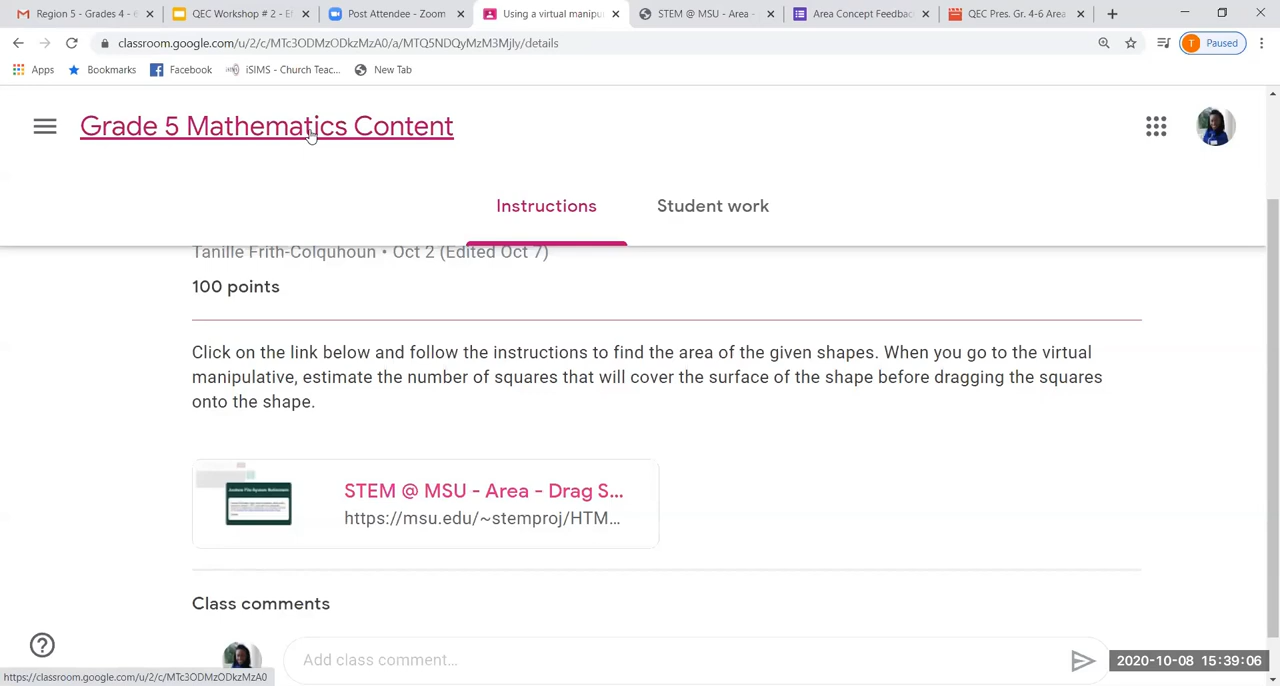 Region 5 - Grades 4 - 6
QEC Workshop # 2 - E
Post Attendee - Zoom
Using a virtual manipu
STEM @ MSU - Area -
Area Concept Feedbac
QEC Pres. Gr. 4-6 Area
classroom.google.com/u/2/c/MTc3ODMzODkzMzA0/a/MTQ5NDQyMzM3Mjly/details
Paused
Apps
Bookmarks
Facebook
iSIMS - Church Teac...
New Tab
Grade 5 Mathematics Content
Instructions
Student work
Tanille Frith-Colquhoun • Oct 2 (Edited Oct 7)
100 points
Click on the link below and follow the instructions to find the area of the given shapes. When you go to the virtual
manipulative, estimate the number of squares that will cover the surface of the shape before dragging the squares
onto the shape.
STEM @ MSU - Area - Drag S...
https://msu.edu/~stemproj/HTM...
Class comments
Add class comment...
https://classroom.google.com/u/2/c/MTc3ODMzODkzMzA0
2020-10-08 15:39:06